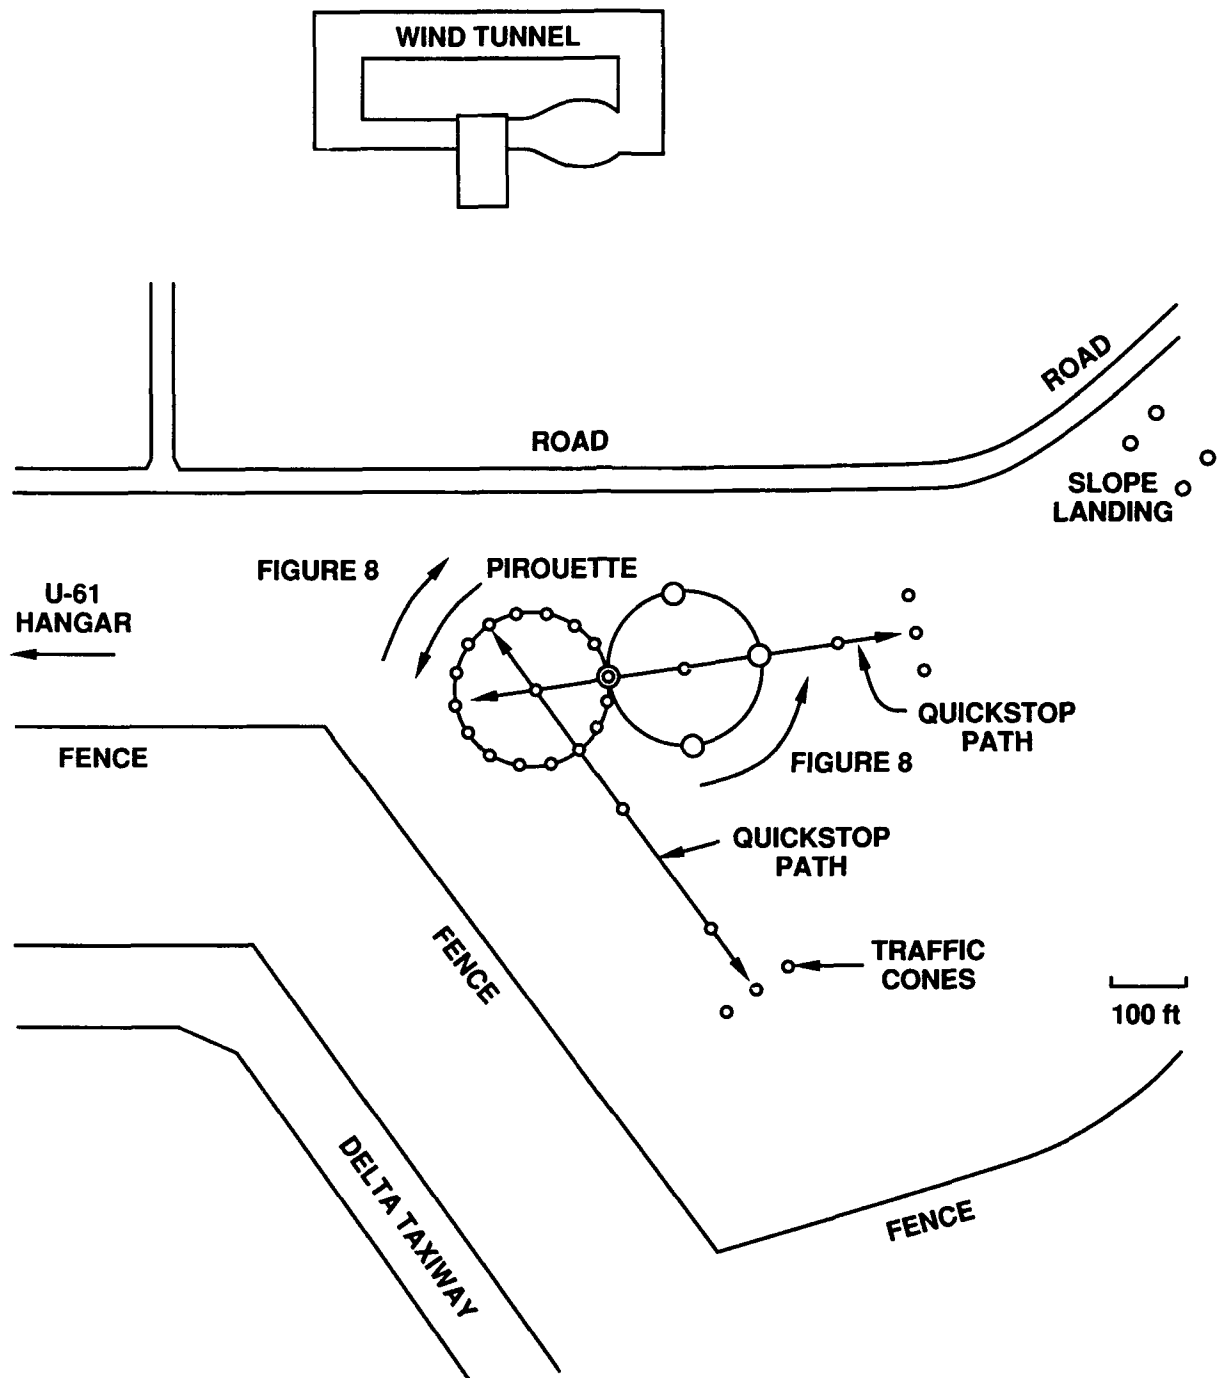 WIND TUNNEL
ROAD
ROAD
SLOPE
LANDING
FIGURE 8
PIROUETTE
U-61
HANGAR
QUICKSTOP
PATH
FENCE
FIGURE 8
QUICKSTOP
PATH
FENCE
TRAFFIC
CONES
100 ft
DELTA TAXIWAY
FENCE